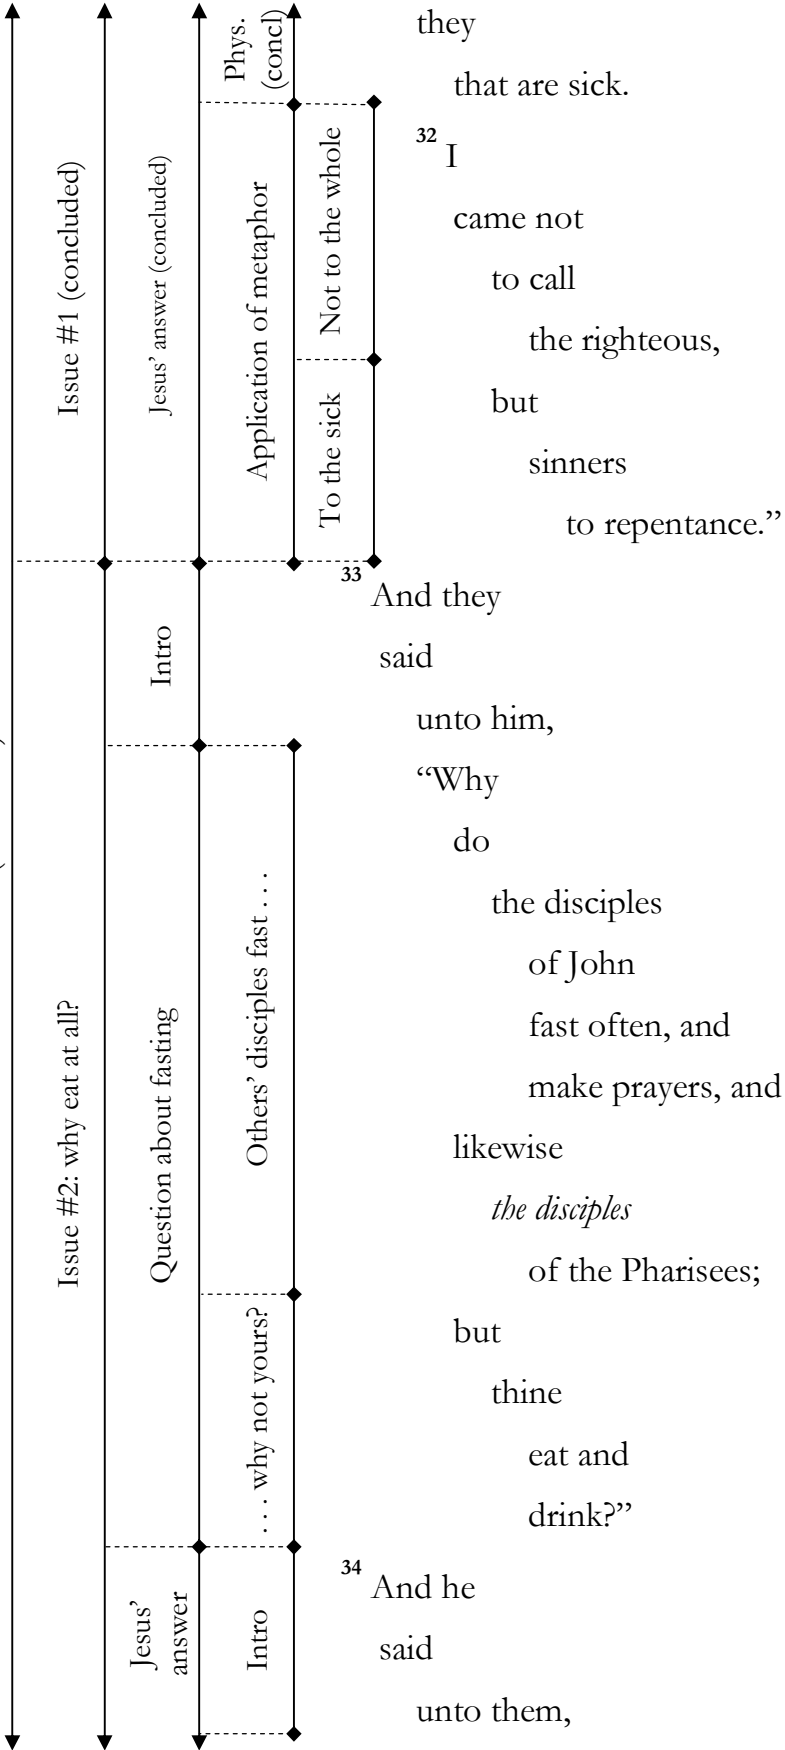 Issue #1 (concluded)
Issue #2: why eat at all?
Jesus’ answer (concluded)
Intro
Question about fasting
Jesus’
answer
Phys.
(concl)
Application of metaphor
Others’ disciples fast . . .
. . . why not yours?
Intro
Not to the whole
To the sick
they
that are sick.
32 I
came not
to call
the righteous,
but
sinners
to repentance.”
33 And they
said
unto him,
“Why
do
the disciples
of John
fast often, and
make prayers, and
likewise
the disciples
of the Pharisees;
but
thine
eat and
drink?”
34 And he
said
unto them,